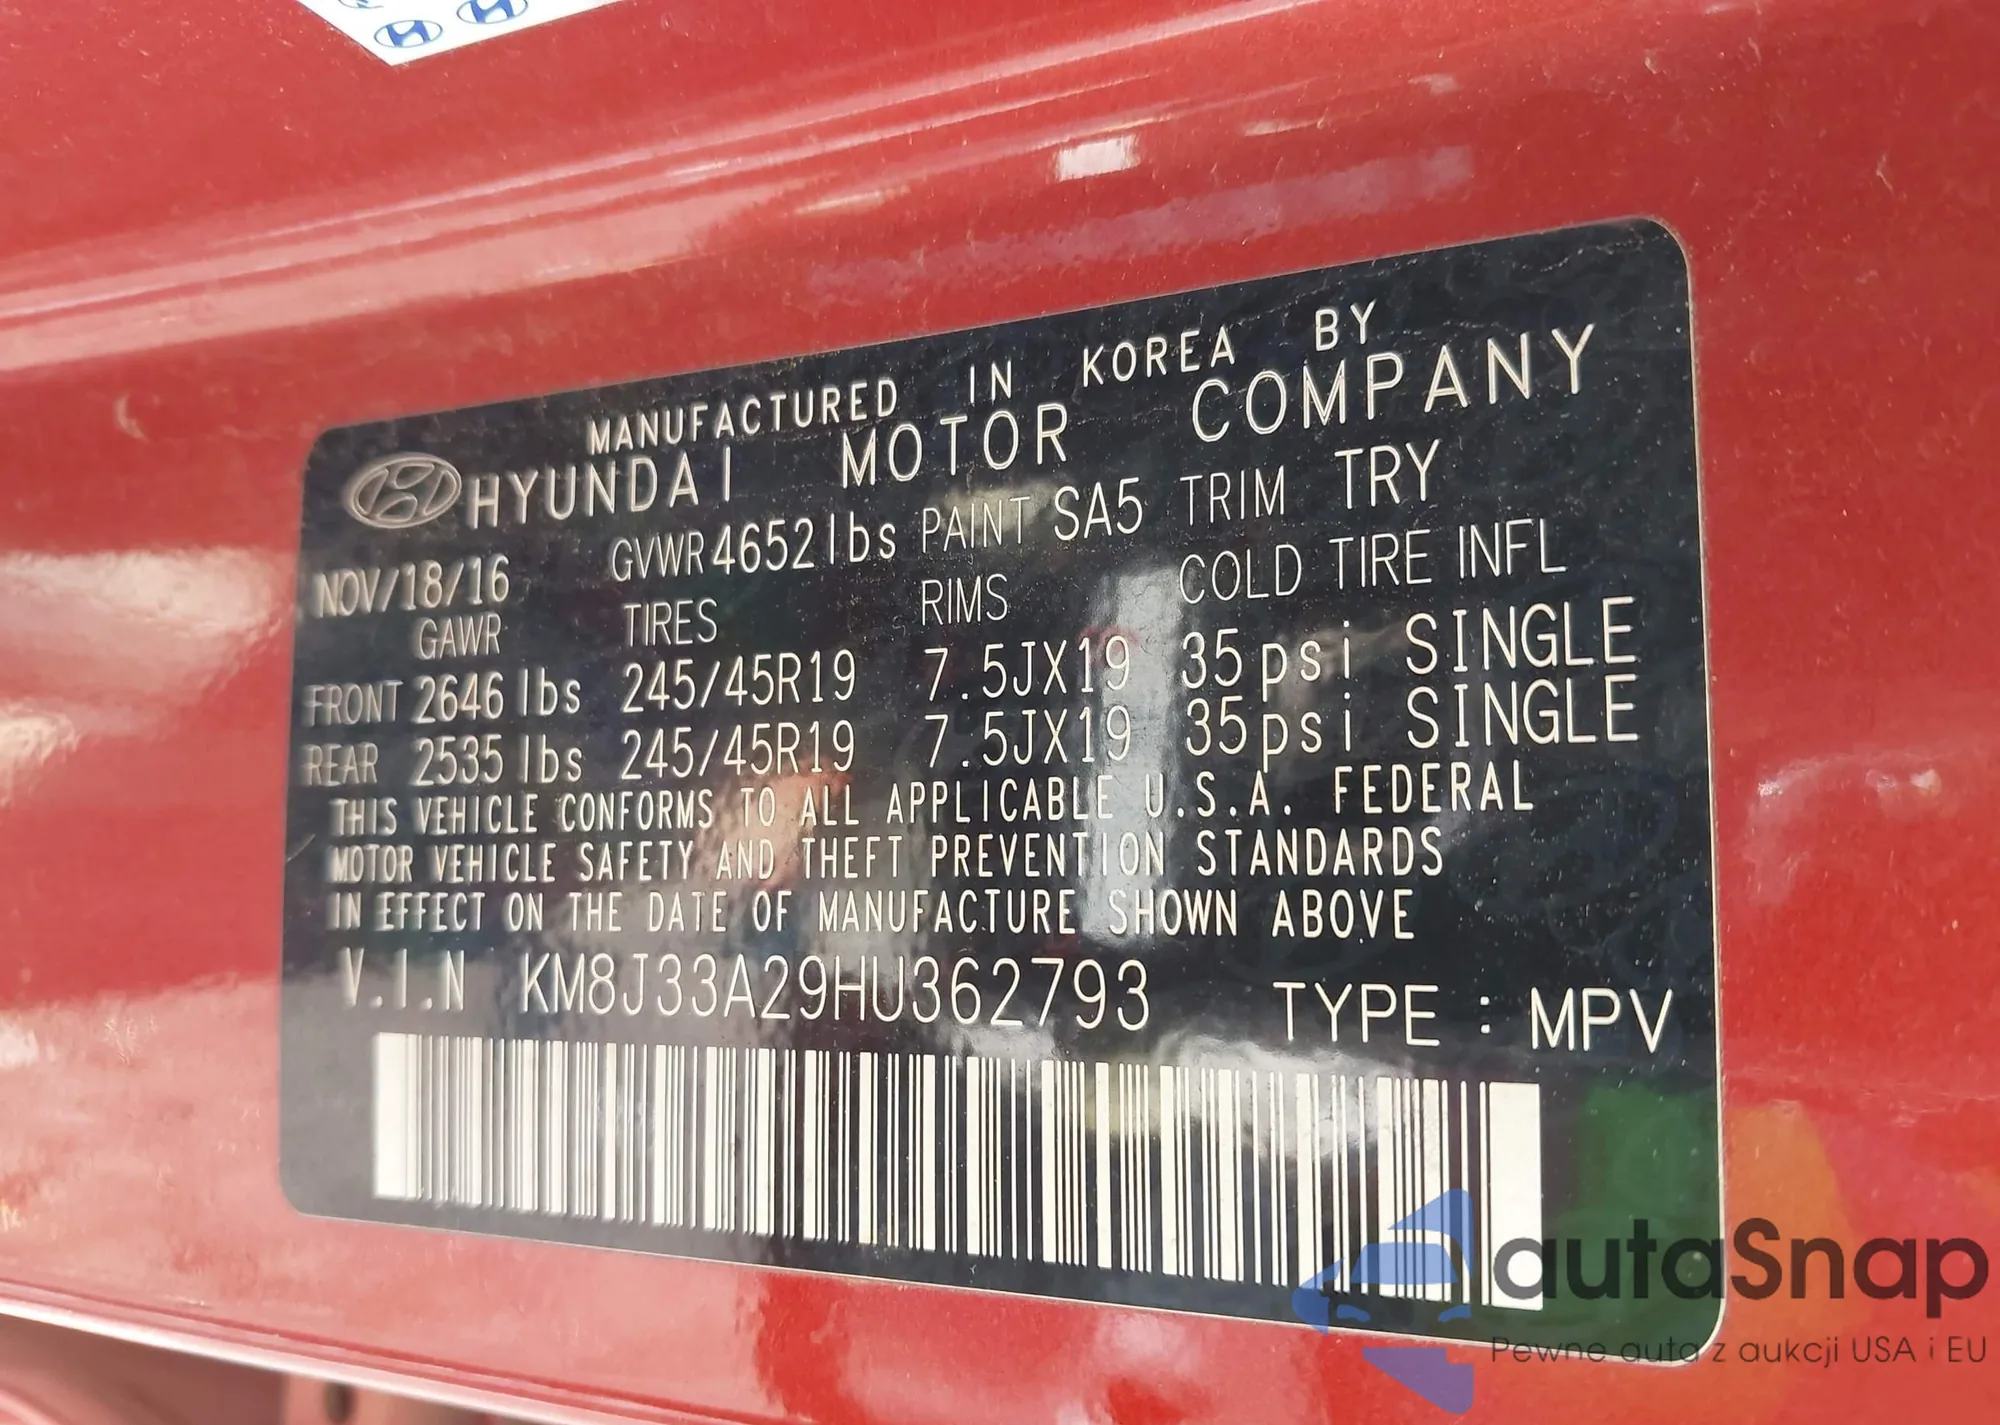 MANUFACTURED IN KOREA BY
HYUNDAI MOTOR COMPANY
NOV/18/16 GVWR 4652 lbs PAINT SA5 TRIM TRY
GAWR TIRES RIMS COLD TIRE INFL
FRONT 2646 lbs 245/45R19 7.5JX19 35psi SINGLE
REAR 2535 lbs 245/45R19 7.5JX19 35psi SINGLE
THIS VEHICLE CONFORMS TO ALL APPLICABLE U.S.A. FEDERAL
MOTOR VEHICLE SAFETY AND THEFT PREVENTION STANDARDS
IN EFFECT ON THE DATE OF MANUFACTURE SHOWN ABOVE
V.I.N KM8J33A29HU362793 TYPE : MPV
autaSnap
Pewne auta z aukcji USA i EU